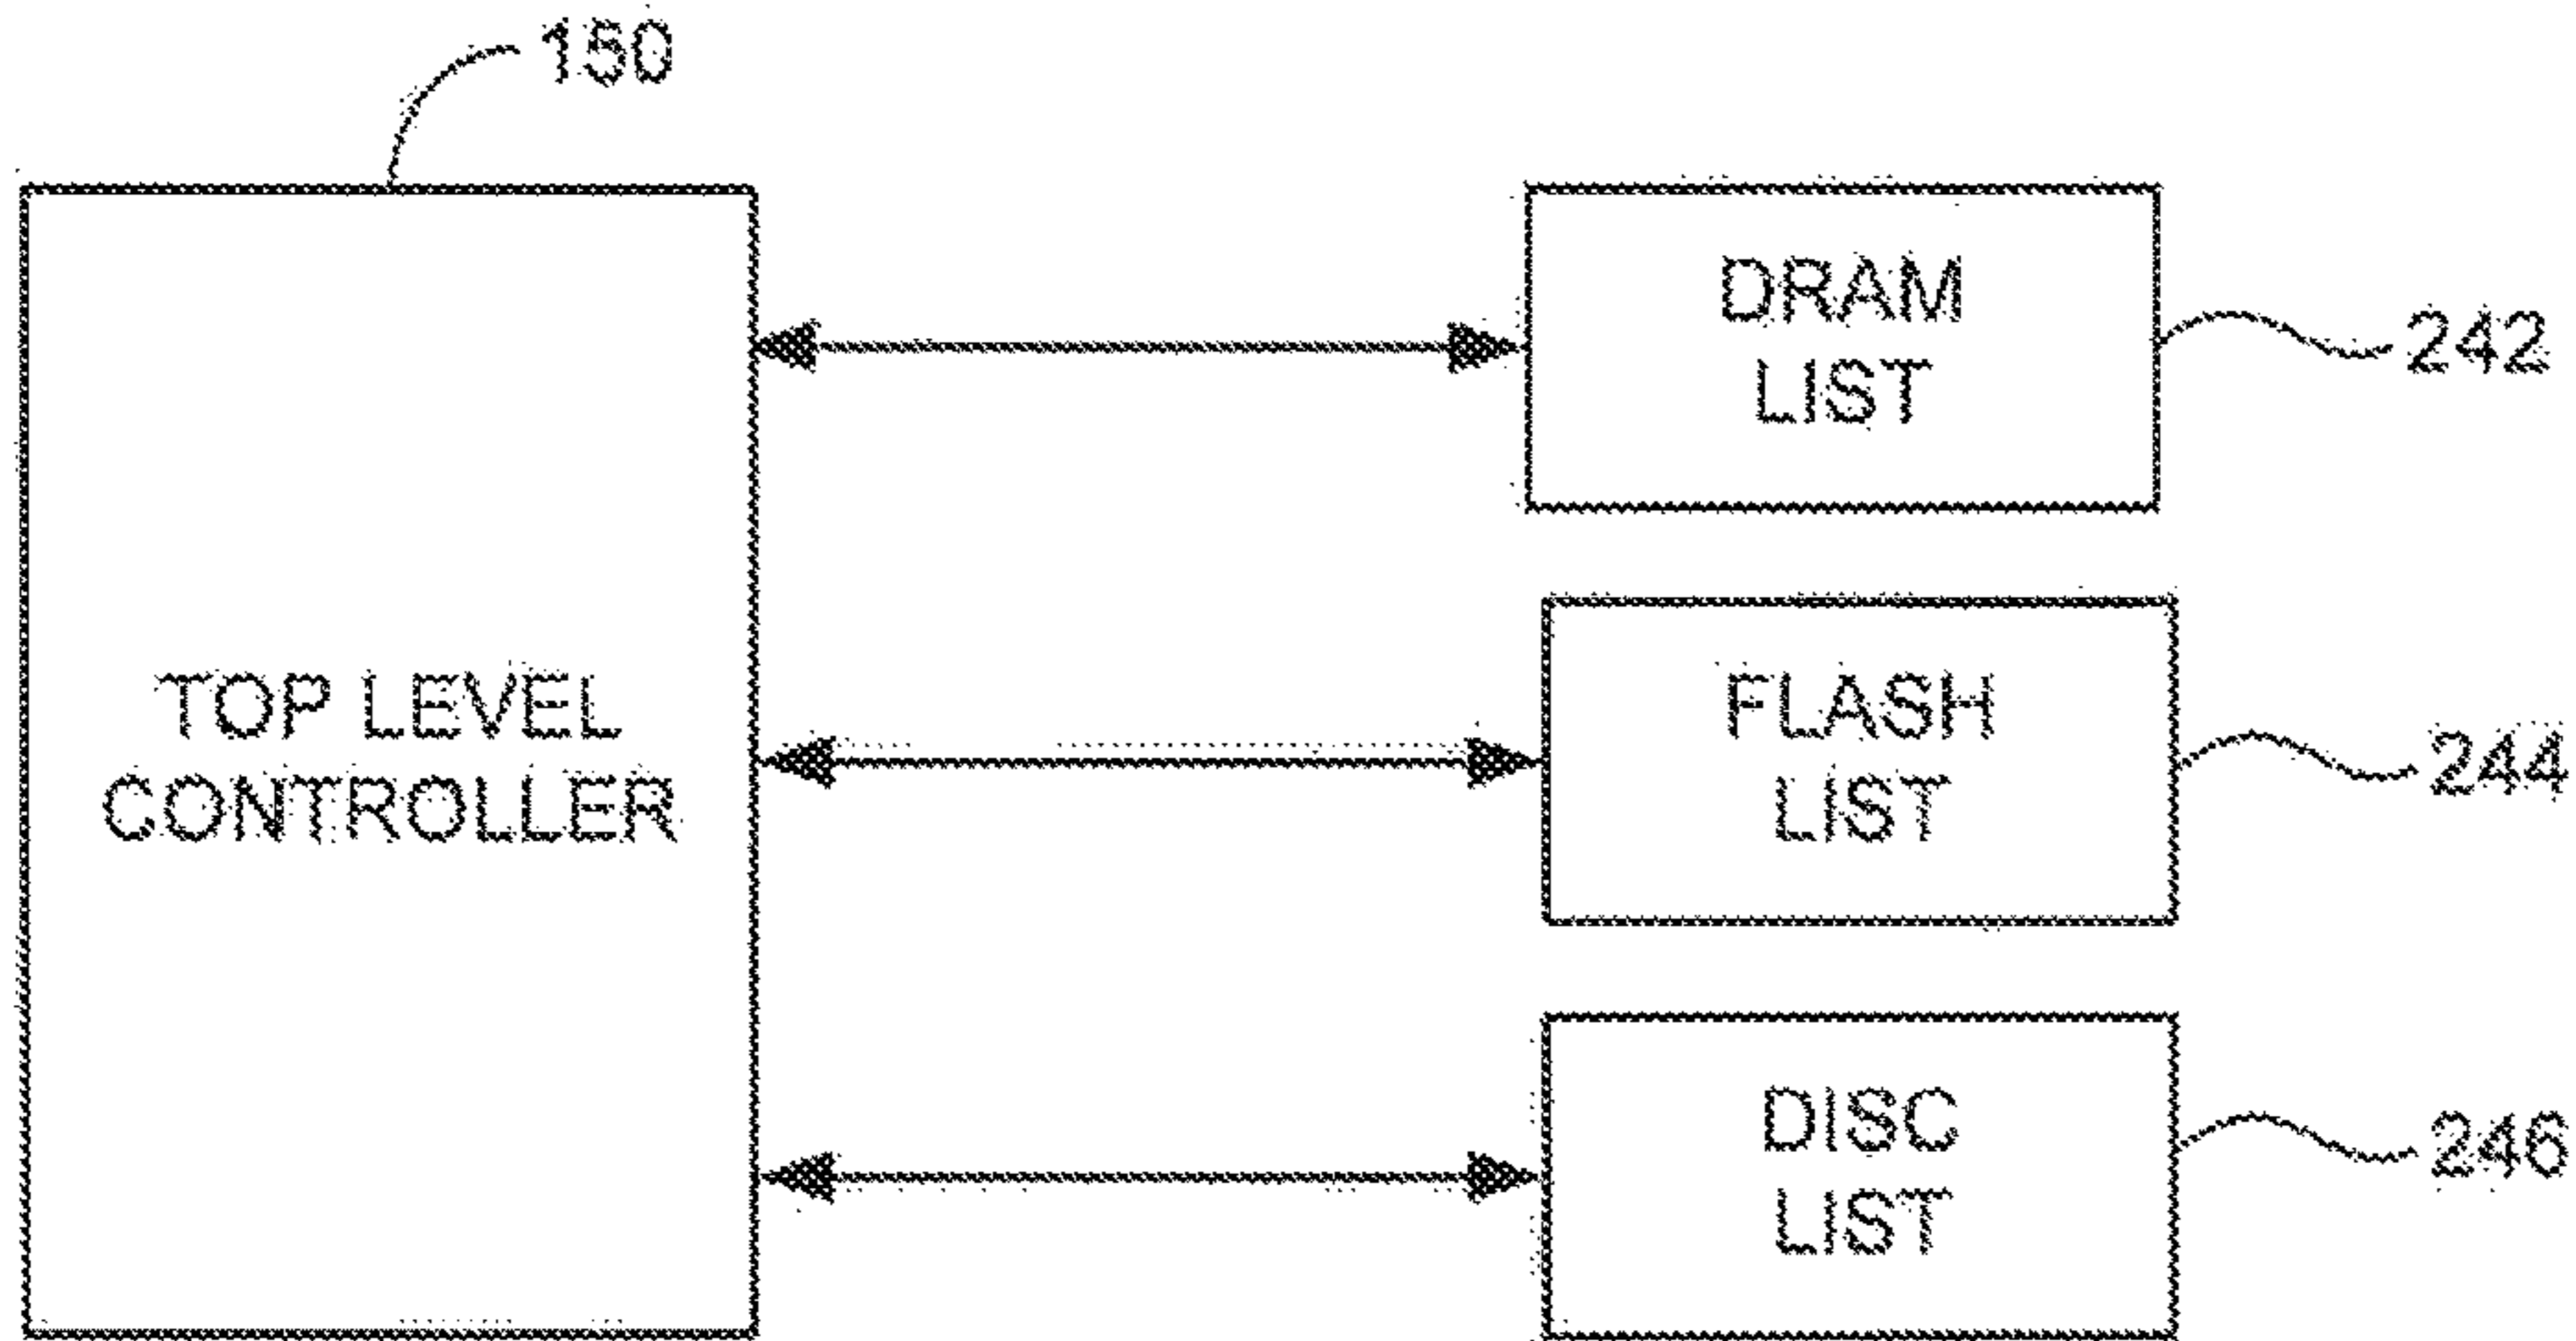 150
DRAM
LIST
242
TOP LEVEL
CONTROLLER
FLASH
LIST
244
DISC
LIST
246